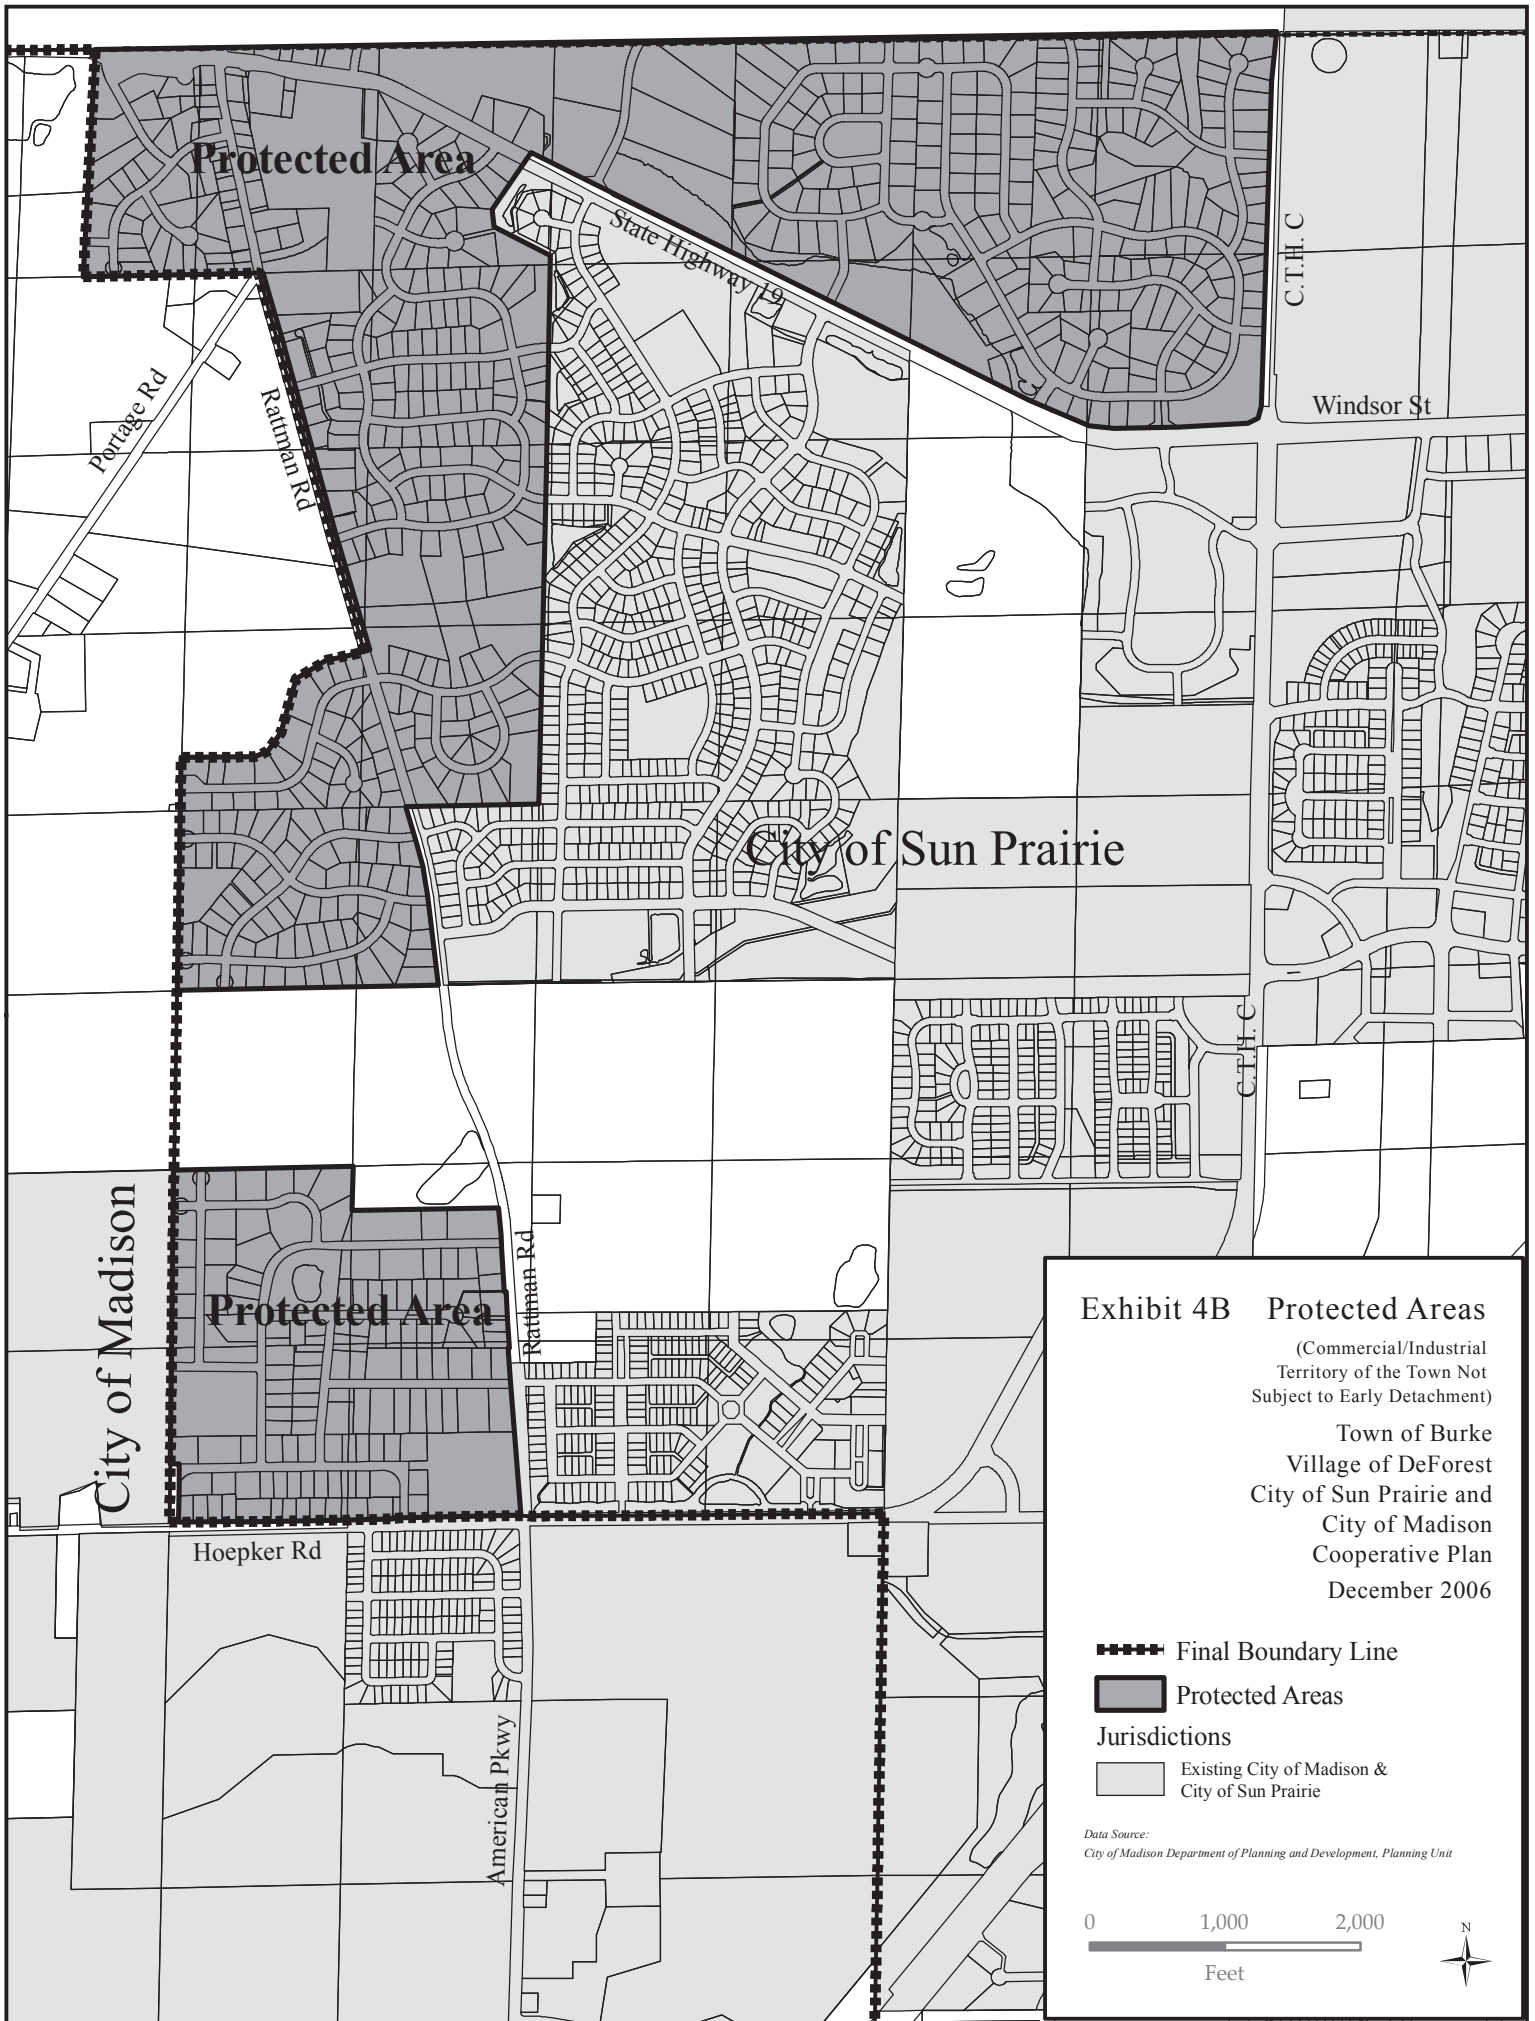 Protected Area
State Highway 19
C.T.H. C
Windsor St
Portage Rd
Rattman Rd
City of Sun Prairie
C.T.H. C
City of Madison
Protected Area
Rattman Rd
Hoepker Rd
American Pkwy
Exhibit 4B Protected Areas
(Commercial/Industrial
Territory of the Town Not
Subject to Early Detachment)
Town of Burke
Village of DeForest
City of Sun Prairie and
City of Madison
Cooperative Plan
December 2006
Final Boundary Line
Protected Areas
Jurisdictions
Existing City of Madison &
City of Sun Prairie
Data Source:
City of Madison Department of Planning and Development, Planning Unit
0 1,000 2,000
Feet
N